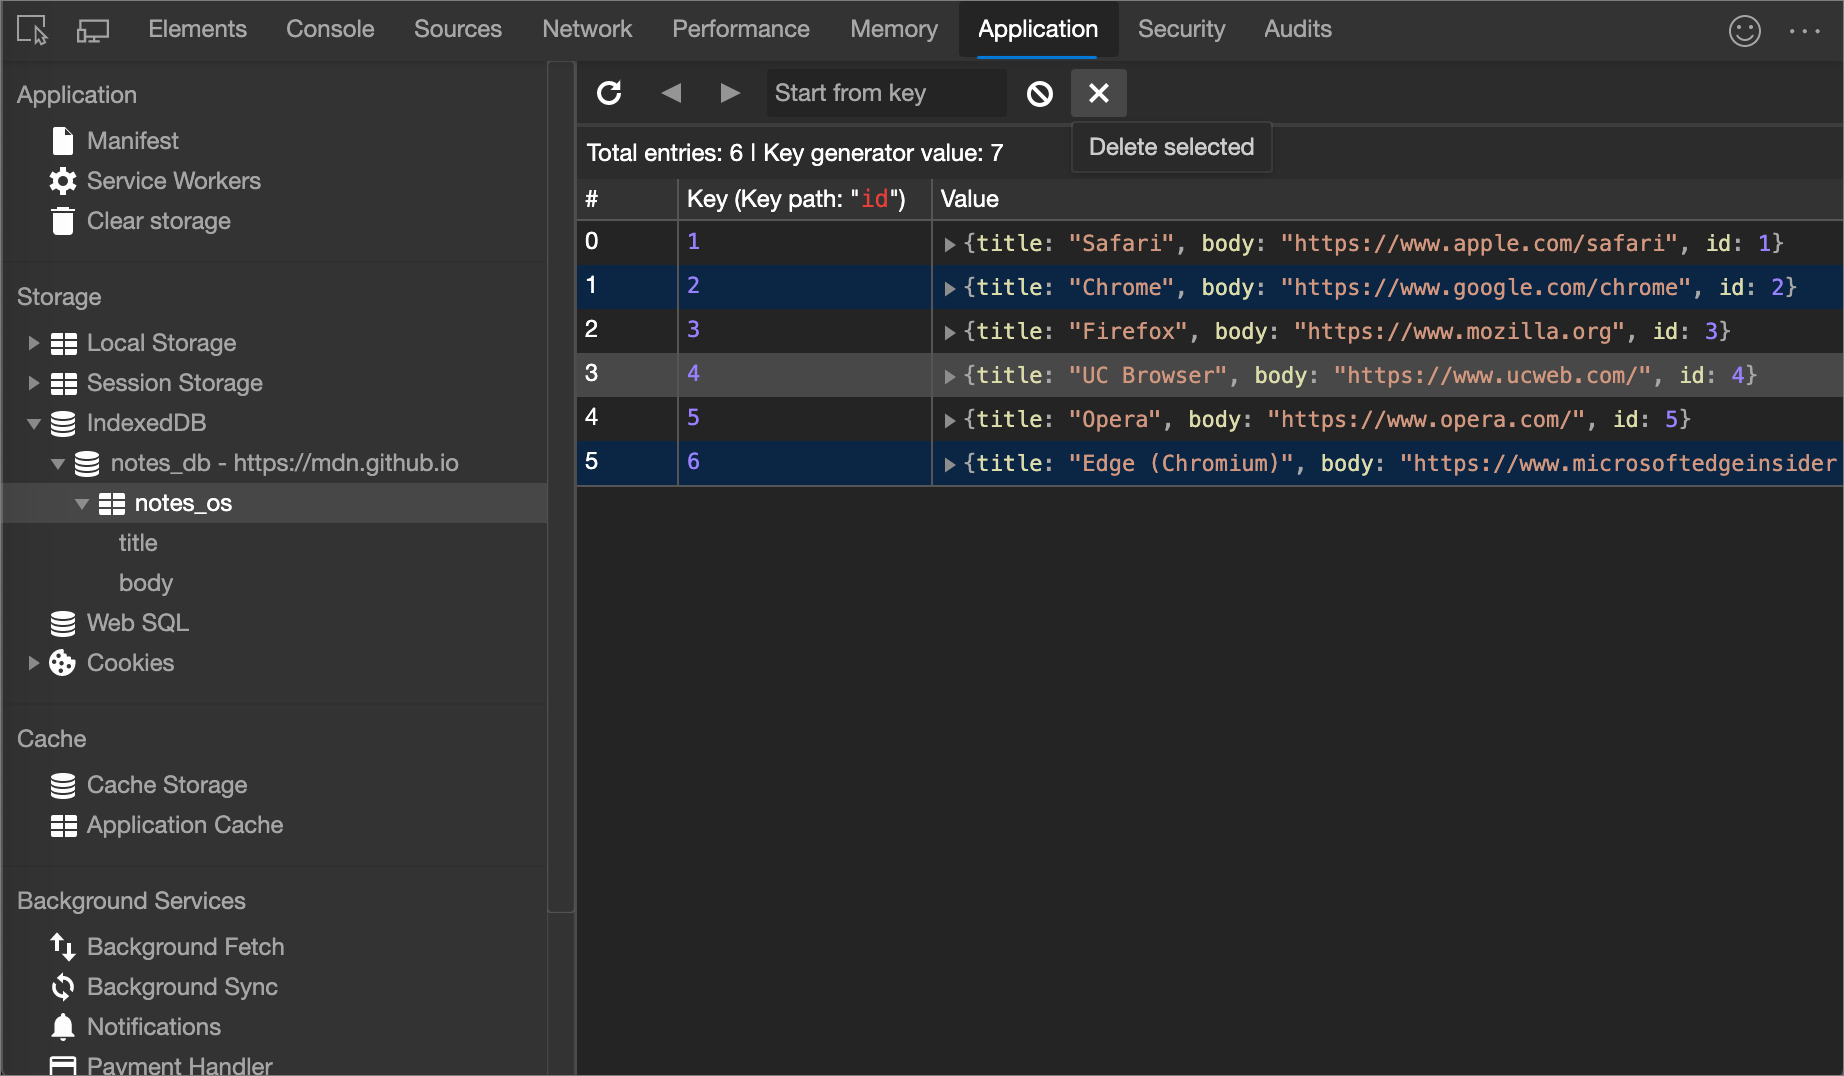 Elements Console Sources Network Performance Memory Application Security Audits
Application
Manifest
Service Workers
Clear storage
Storage
Local Storage
Session Storage
IndexedDB
notes_db - https://mdn.github.io
notes_os
title
body
Web SQL
Cookies
Cache
Cache Storage
Application Cache
Background Services
Background Fetch
Background Sync
Notifications
Payment Handler
Start from key
Delete selected
Total entries: 6 | Key generator value: 7
# Key (Key path: "id") Value
0 1 {title: "Safari", body: "https://www.apple.com/safari", id: 1}
1 2 {title: "Chrome", body: "https://www.google.com/chrome", id: 2}
2 3 {title: "Firefox", body: "https://www.mozilla.org", id: 3}
3 4 {title: "UC Browser", body: "https://www.ucweb.com/", id: 4}
4 5 {title: "Opera", body: "https://www.opera.com/", id: 5}
5 6 {title: "Edge (Chromium)", body: "https://www.microsoftedgeinsider